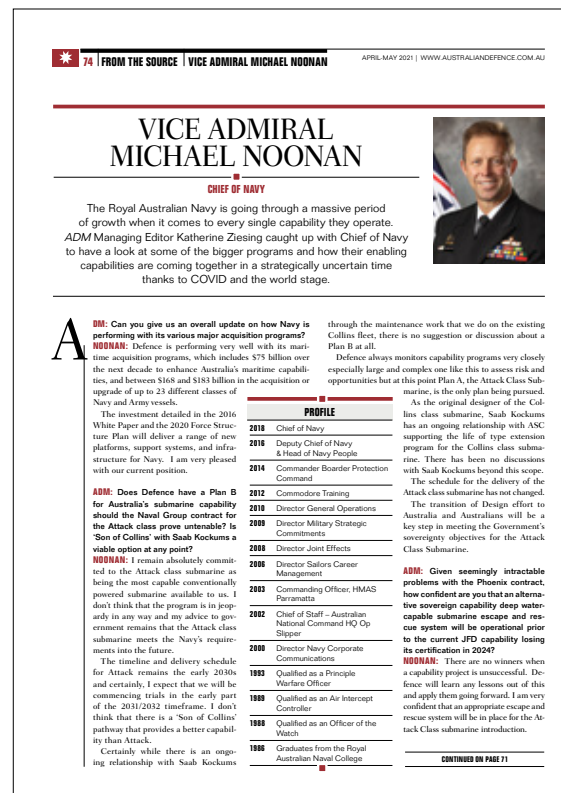 74 FROM THE SOURCE VICE ADMIRAL MICHAEL NOONAN
APRIL-MAY 2021 | WWW.AUSTRALIANDEFENCE.COM.AU
VICE ADMIRAL
MICHAEL NOONAN
CHIEF OF NAVY
The Royal Australian Navy is going through a massive period
of growth when it comes to every single capability they operate.
ADM Managing Editor Katherine Ziesing caught up with Chief of Navy
to have a look at some of the bigger programs and how their enabling
capabilities are coming together in a strategically uncertain time
thanks to COVID and the world stage.
ADM: Can you give us an overall update on how Navy is
performing with its various major acquisition programs?
NOONAN: Defence is performing very well with its mari-
time acquisition programs, which includes $75 billion over
the next decade to enhance Australia's maritime capabili-
ties, and between $168 and $183 billion in the acquisition or
upgrade of up to 23 different classes of
Navy and Army vessels.
The investment detailed in the 2016
White Paper and the 2020 Force Struc-
ture Plan will deliver a range of new
platforms, support systems, and infra-
structure for Navy. I am very pleased
with our current position.
ADM: Does Defence have a Plan B
for Australia's submarine capability
should the Naval Group contract for
the Attack class prove untenable? Is
'Son of Collins' with Saab Kockums a
viable option at any point?
NOONAN: I remain absolutely commit-
ted to the Attack class submarine as
being the most capable conventionally
powered submarine available to us. I
don't think that the program is in jeop-
ardy in any way and my advice to gov-
ernment remains that the Attack class
submarine meets the Navy's require-
ments into the future.
The timeline and delivery schedule
for Attack remains the early 2030s
and certainly, I expect that we will be
commencing trials in the early part
of the 2031/2032 timeframe. I don't
think that there is a 'Son of Collins'
pathway that provides a better capabil-
ity than Attack.
Certainly while there is an ongo-
ing relationship with Saab Kockums
through the maintenance work that we do on the existing
Collins fleet, there is no suggestion or discussion about a
Plan B at all.
Defence always monitors capability programs very closely
especially large and complex one like this to assess risk and
opportunities but at this point Plan A, the Attack Class Sub-
marine, is the only plan being pursued.
As the original designer of the Col-
lins class submarine, Saab Kockums
has an ongoing relationship with ASC
supporting the life of type extension
program for the Collins class subma-
rine. There has been no discussions
with Saab Kockums beyond this scope.
The schedule for the delivery of the
Attack class submarine has not changed.
The transition of Design effort to
Australia and Australians will be a
key step in meeting the Government's
sovereignty objectives for the Attack
Class Submarine.
ADM: Given seemingly intractable
problems with the Phoenix contract,
how confident are you that an alterna-
tive sovereign capability deep water-
capable submarine escape and res-
cue system will be operational prior
to the current JFD capability losing
its certification in 2024?
NOONAN: There are no winners when
a capability project is unsuccessful. De-
fence will learn any lessons out of this
and apply them going forward. I am very
confident that an appropriate escape and
rescue system will be in place for the At-
tack Class submarine introduction.
CONTINUED ON PAGE 71
PROFILE
2018 Chief of Navy
2016 Deputy Chief of Navy
& Head of Navy People
2014 Commander Boarder Protection
Command
2012 Commodore Training
2010 Director General Operations
2009 Director Military Strategic
Commitments
2008 Director Joint Effects
2006 Director Sailors Career
Management
2003 Commanding Officer, HMAS
Parramatta
2002 Chief of Staff – Australian
National Command HQ Op
Slipper
2000 Director Navy Corporate
Communications
1993 Qualified as a Principle
Warfare Officer
1989 Qualified as an Air Intercept
Controller
1988 Qualified as an Officer of the
Watch
1986 Graduates from the Royal
Australian Naval College